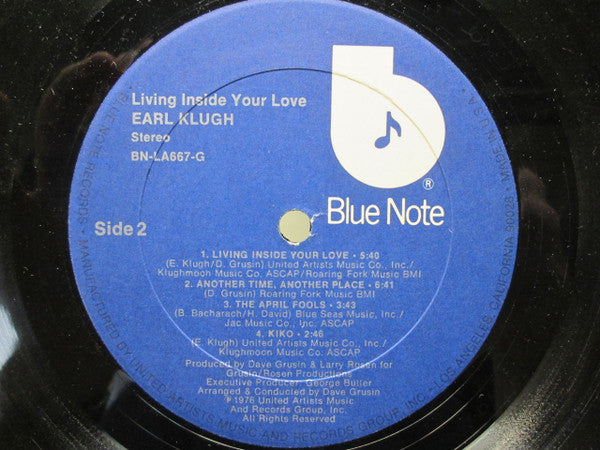 Living Inside Your Love
EARL KLUGH
Stereo
BN-LA667-G
b
®
Blue Note
Side 2
1. LIVING INSIDE YOUR LOVE • 5:40
(E. Klugh/D. Grusin) United Artists Music Co., Inc./
Klughmoon Music Co. ASCAP/Roaring Fork Music BMI
2. ANOTHER TIME, ANOTHER PLACE • 6:41
(D. Grusin) Roaring Fork Music BMI
3. THE APRIL FOOLS • 3:43
(B. Bacharach/H. David) Blue Seas Music, Inc./
Jac Music Co., Inc. ASCAP
4. KIKO • 2:46
(E. Klugh) United Artists Music Co., Inc./
Klughmoon Music Co. ASCAP.
Produced by Dave Grusin & Larry Rosen for
Grusin/Rosen Productions
Executive Producer: George Butler
Arranged & Conducted by Dave Grusin
℗1976 United Artists Music
And Records Group, Inc.
All Rights Reserved
BLUE NOTE RECORDS • MANUFACTURED BY UNITED ARTISTS MUSIC AND RECORDS GROUP, INC. LOS ANGELES, CALIFORNIA 90028 • MADE IN U.S.A.